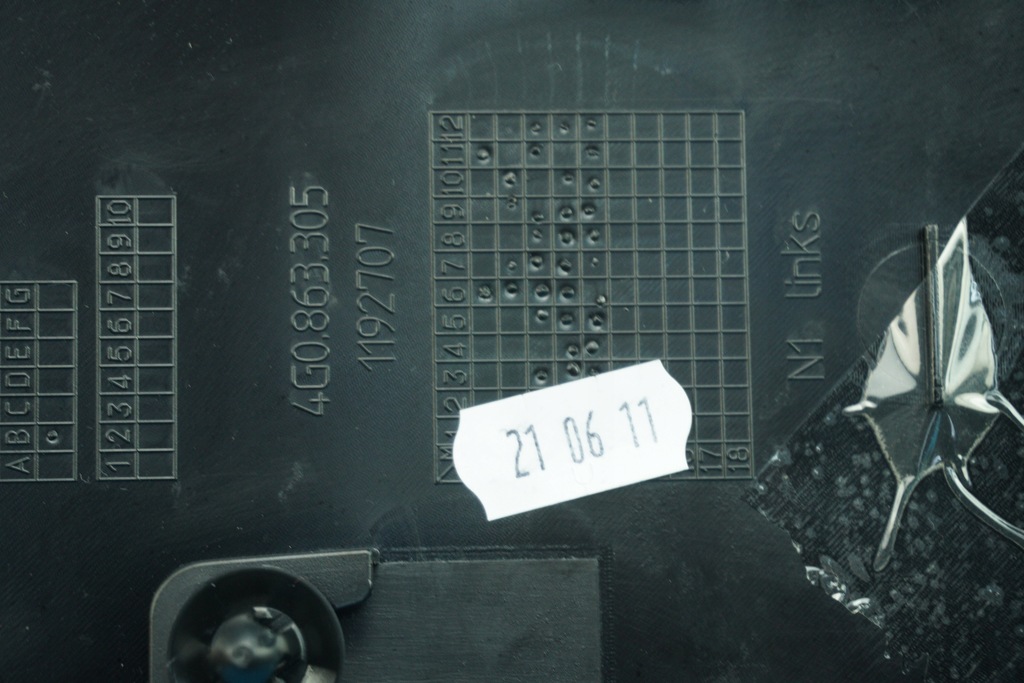 A B C D E F G
1 2 3 4 5 6 7 8 9 10
4G0.863.305
1192707
M1 2 3 4 5 6 7 8 9 10 11 12
17
18
21 06 11
N1 links